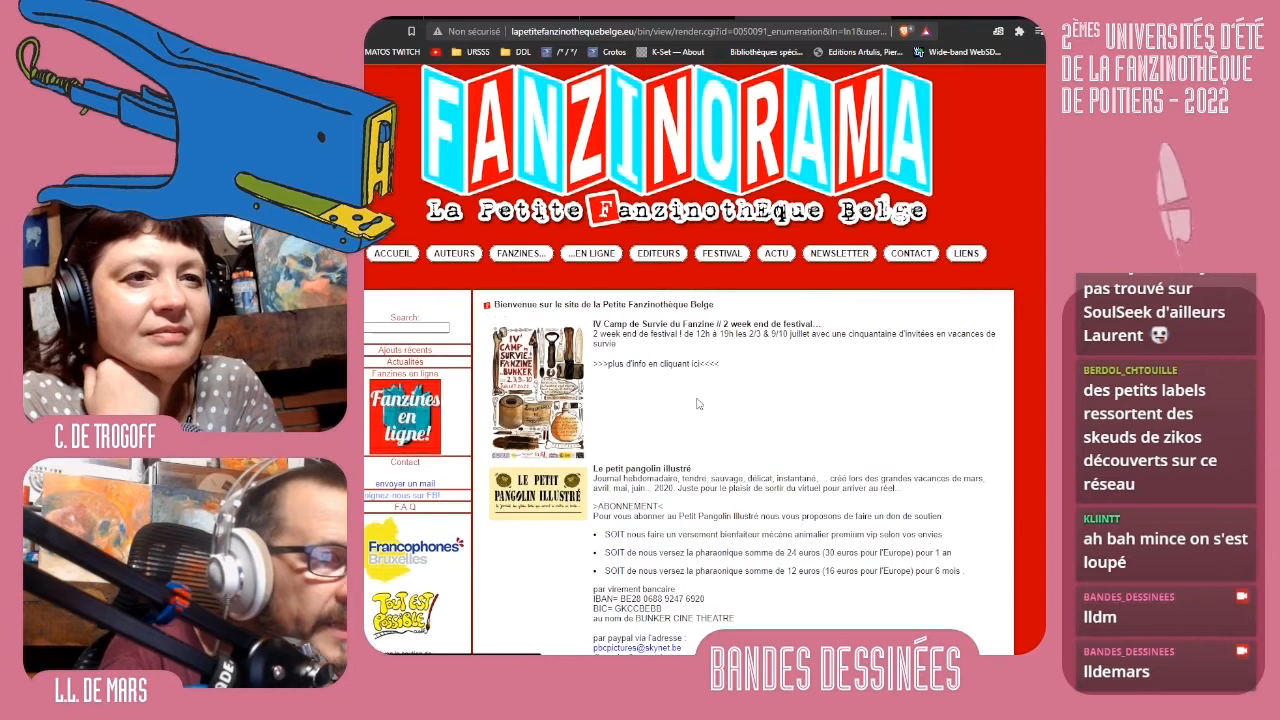 2ÈMES UNIVERSITÉS D'ÉTÉ
DE LA FANZINOTHÈQUE
DE POITIERS - 2022
Non sécurisé | lapetitefanzinothequebelge.eu/bin/view/render.cgi?id=0050091_enumeration&ln=ln1&user...
MATOS TWITCH
URSSS
DDL
/*'/*/
Crotos
K-Set — About
Bibliothèques spéci...
Editions Artulis, Pier...
Wide-band WebSD...
FANZINORAMA
La Petite FanzinothEque Belge
ACCUEIL
AUTEURS
FANZINES...
...EN LIGNE
EDITEURS
FESTIVAL
ACTU
NEWSLETTER
CONTACT
LIENS
Search:
Ajouts récents
Actualités
Fanzines en ligne
Fanzines
en
ligne!
Contact
envoyer un mail
oignez-nous sur FB!
F.A.Q
Francophones
Bruxelles
TOUT EST
POSSIBLE!
Bienvenue sur le site de la Petite Fanzinothèque Belge
IV Camp de Survie du Fanzine // 2 week end de festival...
2 week end de festival ! de 12h à 19h les 2/3 & 9/10 juillet avec une cinquantaine d'invitées en vacances de
survie
>>>plus d'info en cliquant ici<<<<
LE PETIT
PANGOLIN ILLUSTRÉ
Le petit pangolin illustré
Journal hebdomadaire, tendre, sauvage, délicat, instantané,... créé lors des grandes vacances de mars,
avril, mai, juin... 2020. Juste pour le plaisir de sortir du virtuel pour arriver au réel...
>ABONNEMENT<
Pour vous abonner au Petit Pangolin Illustré nous vous proposons de faire un don de soutien:
• SOIT nous faire un versement bienfaiteur mécène animalier premium vip selon vos envies
• SOIT de nous versez la pharaonique somme de 24 euros (30 euros pour l'Europe) pour 1 an
• SOIT de nous versez la pharaonique somme de 12 euros (16 euros pour l'Europe) pour 6 mois .
par virement bancaire
IBAN= BE28 0688 9247 6920
BIC= GKCCBEBB
au nom de BUNKER CINE THEATRE
par paypal via l'adresse :
pbcpictures@skynet.be
C. DE TROGOFF
L.L. DE MARS
BANDES DESSINÉES
pas trouvé sur
SoulSeek d'ailleurs
Laurent
BERDOL_CHTOUILLE
des petits labels
ressortent des
skeuds de zikos
découverts sur ce
réseau
KLIINTT
ah bah mince on s'est
loupé
BANDES_DESSINEES
lldm
BANDES_DESSINEES
lldemars